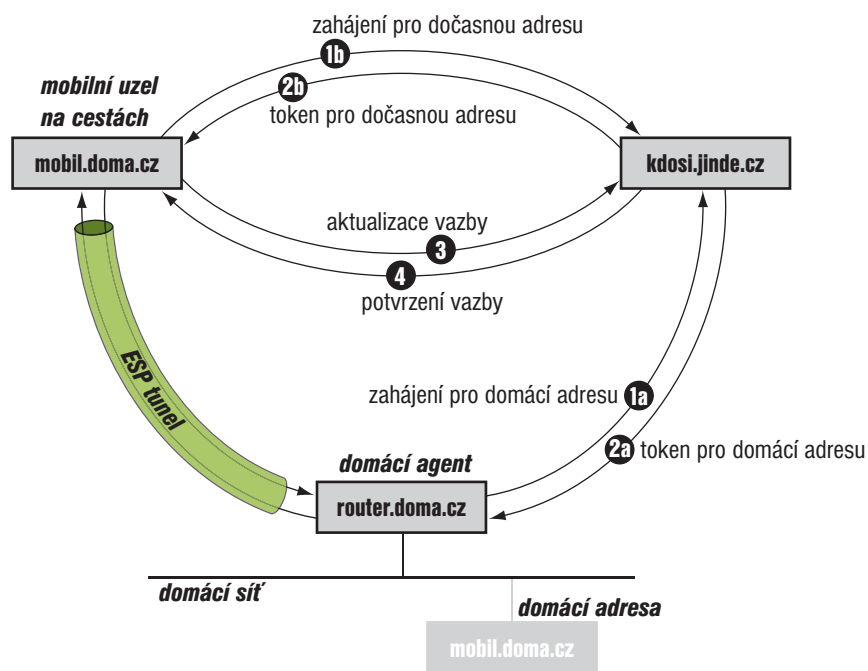 zahájení pro dočasnou adresu
1b
2b
token pro dočasnou adresu
mobilní uzel
na cestách
mobil.doma.cz
kdosi.jinde.cz
aktualizace vazby
3
4
potvrzení vazby
ESP tunel
zahájení pro domácí adresu 1a
2a token pro domácí adresu
domácí agent
router.doma.cz
domácí síť
domácí adresa
mobil.doma.cz